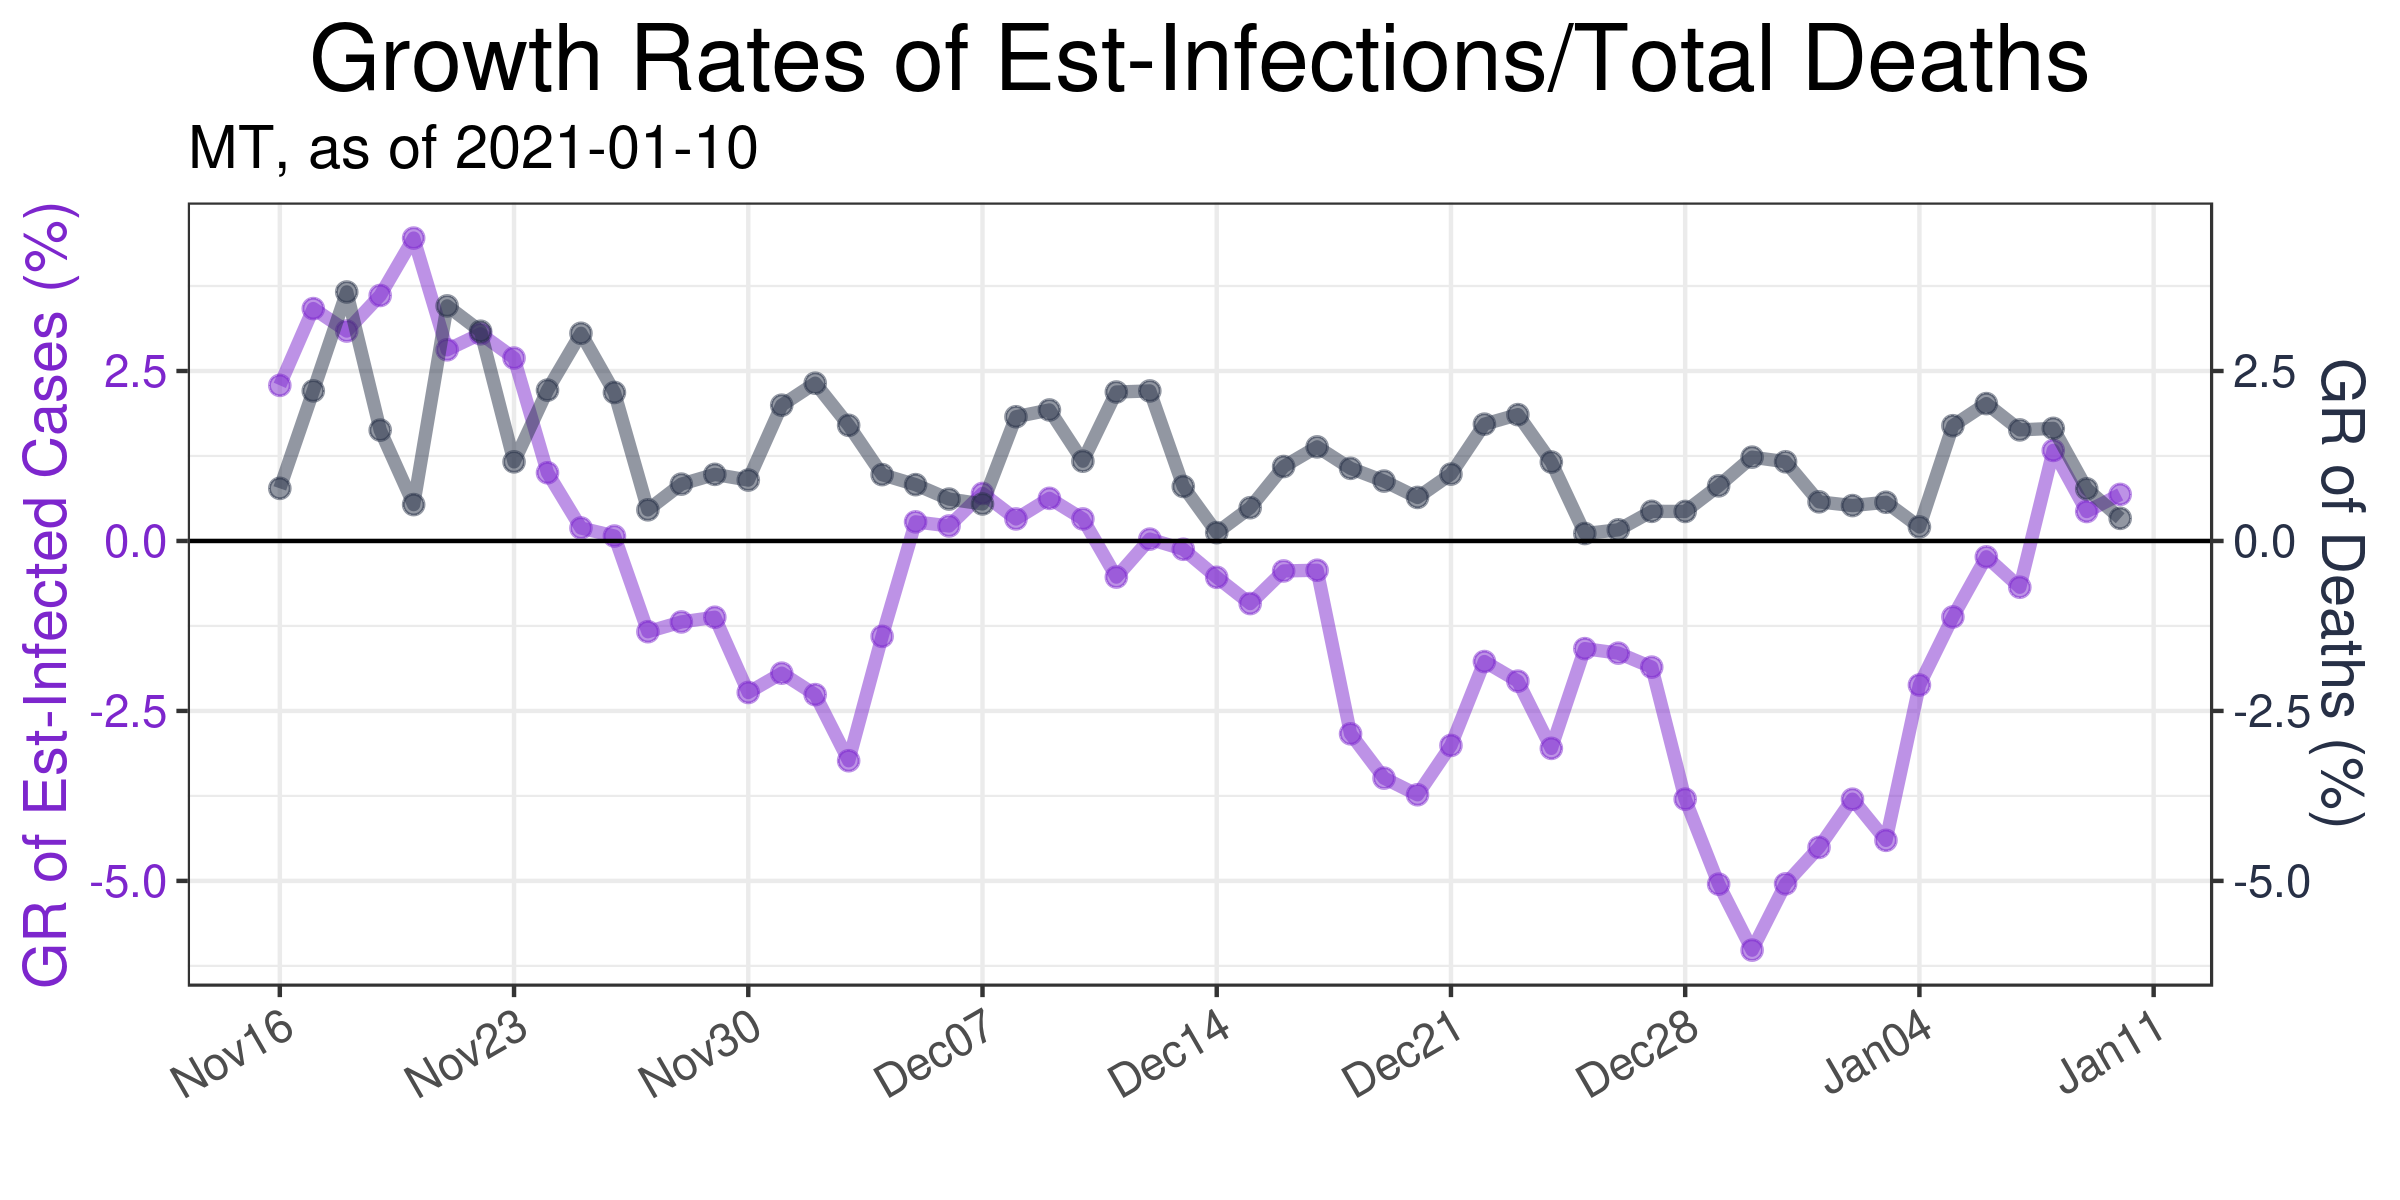 Growth Rates of Est-Infections/Total Deaths
MT, as of 2021-01-10
GR of Est-Infected Cases (%)
2.5
0.0
-2.5
-5.0
2.5
0.0
-2.5
-5.0
GR of Deaths (%)
Nov16
Nov23
Nov30
Dec07
Dec14
Dec21
Dec28
Jan04
Jan11